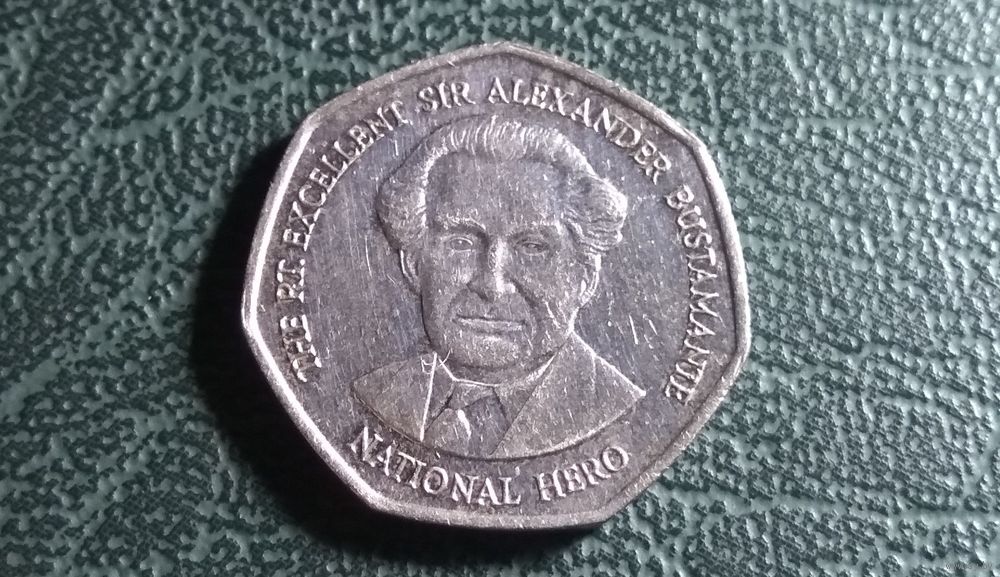 THE RT. EXCELLENT SIR ALEXANDER BUSTAMANTE
NATIONAL HERO